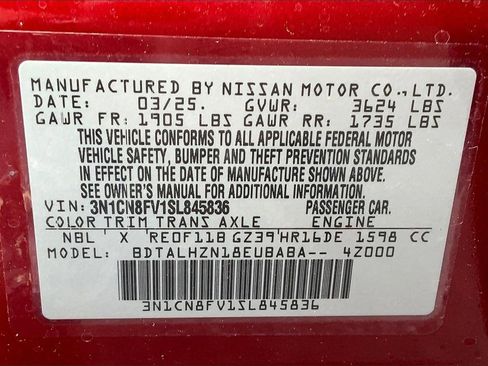 MANUFACTURED BY NISSAN MOTOR CO., LTD.
DATE: 03/25. GVWR: 3624 LBS
GAWR FR: 1905 LBS GAWR RR: 1735 LBS
THIS VEHICLE CONFORMS TO ALL APPLICABLE FEDERAL MOTOR
VEHICLE SAFETY, BUMPER AND THEFT PREVENTION STANDARDS
IN EFFECT ON THE DATE OF MANUFACTURE SHOWN ABOVE.
SEE OWNER'S MANUAL FOR ADDITIONAL INFORMATION.
VIN: 3N1CN8FV1SL845836 PASSENGER CAR.
COLOR TRIM TRANS AXLE ENGINE
NBL X RE0F11B GZ39 HR16DE 1598 CC
MODEL: BDTALHZN18EUBABA-- 4Z000
3N1CN8FV1SL845836